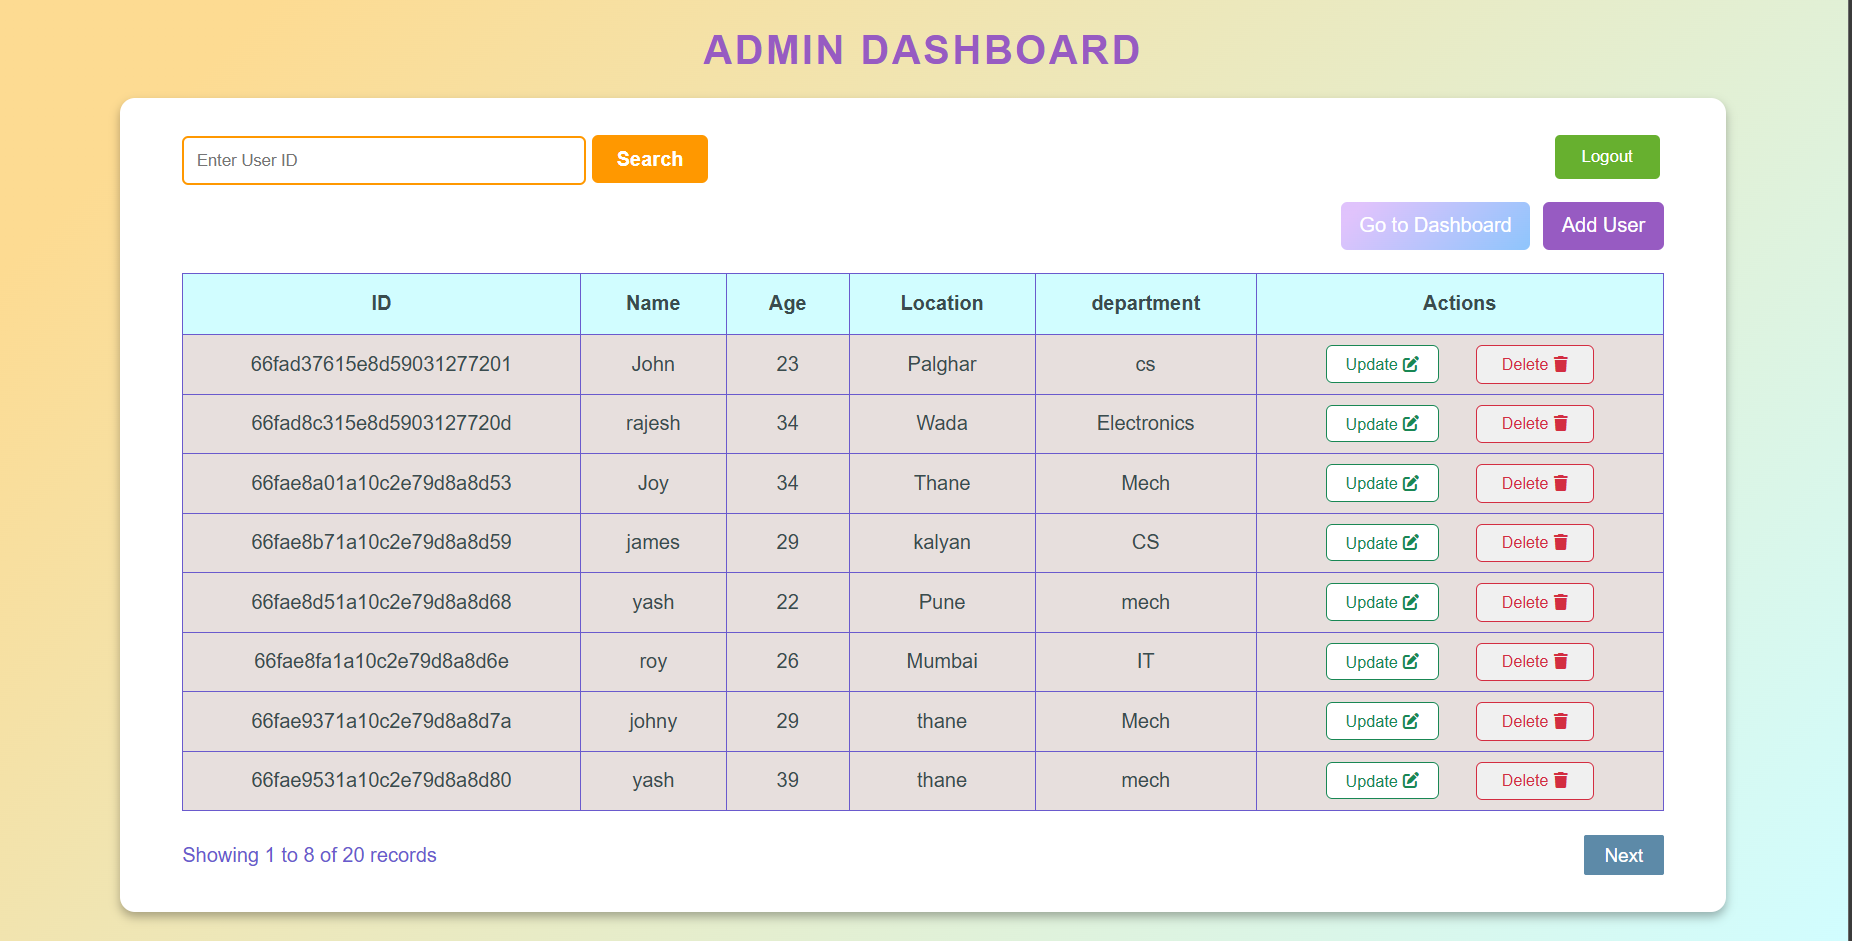 ADMIN DASHBOARD
Enter User ID Search Logout
Go to Dashboard Add User
ID Name Age Location department Actions
66fad37615e8d59031277201 John 23 Palghar cs Update Delete
66fad8c315e8d5903127720d rajesh 34 Wada Electronics Update Delete
66fae8a01a10c2e79d8a8d53 Joy 34 Thane Mech Update Delete
66fae8b71a10c2e79d8a8d59 james 29 kalyan CS Update Delete
66fae8d51a10c2e79d8a8d68 yash 22 Pune mech Update Delete
66fae8fa1a10c2e79d8a8d6e roy 26 Mumbai IT Update Delete
66fae9371a10c2e79d8a8d7a johny 29 thane Mech Update Delete
66fae9531a10c2e79d8a8d80 yash 39 thane mech Update Delete
Showing 1 to 8 of 20 records Next